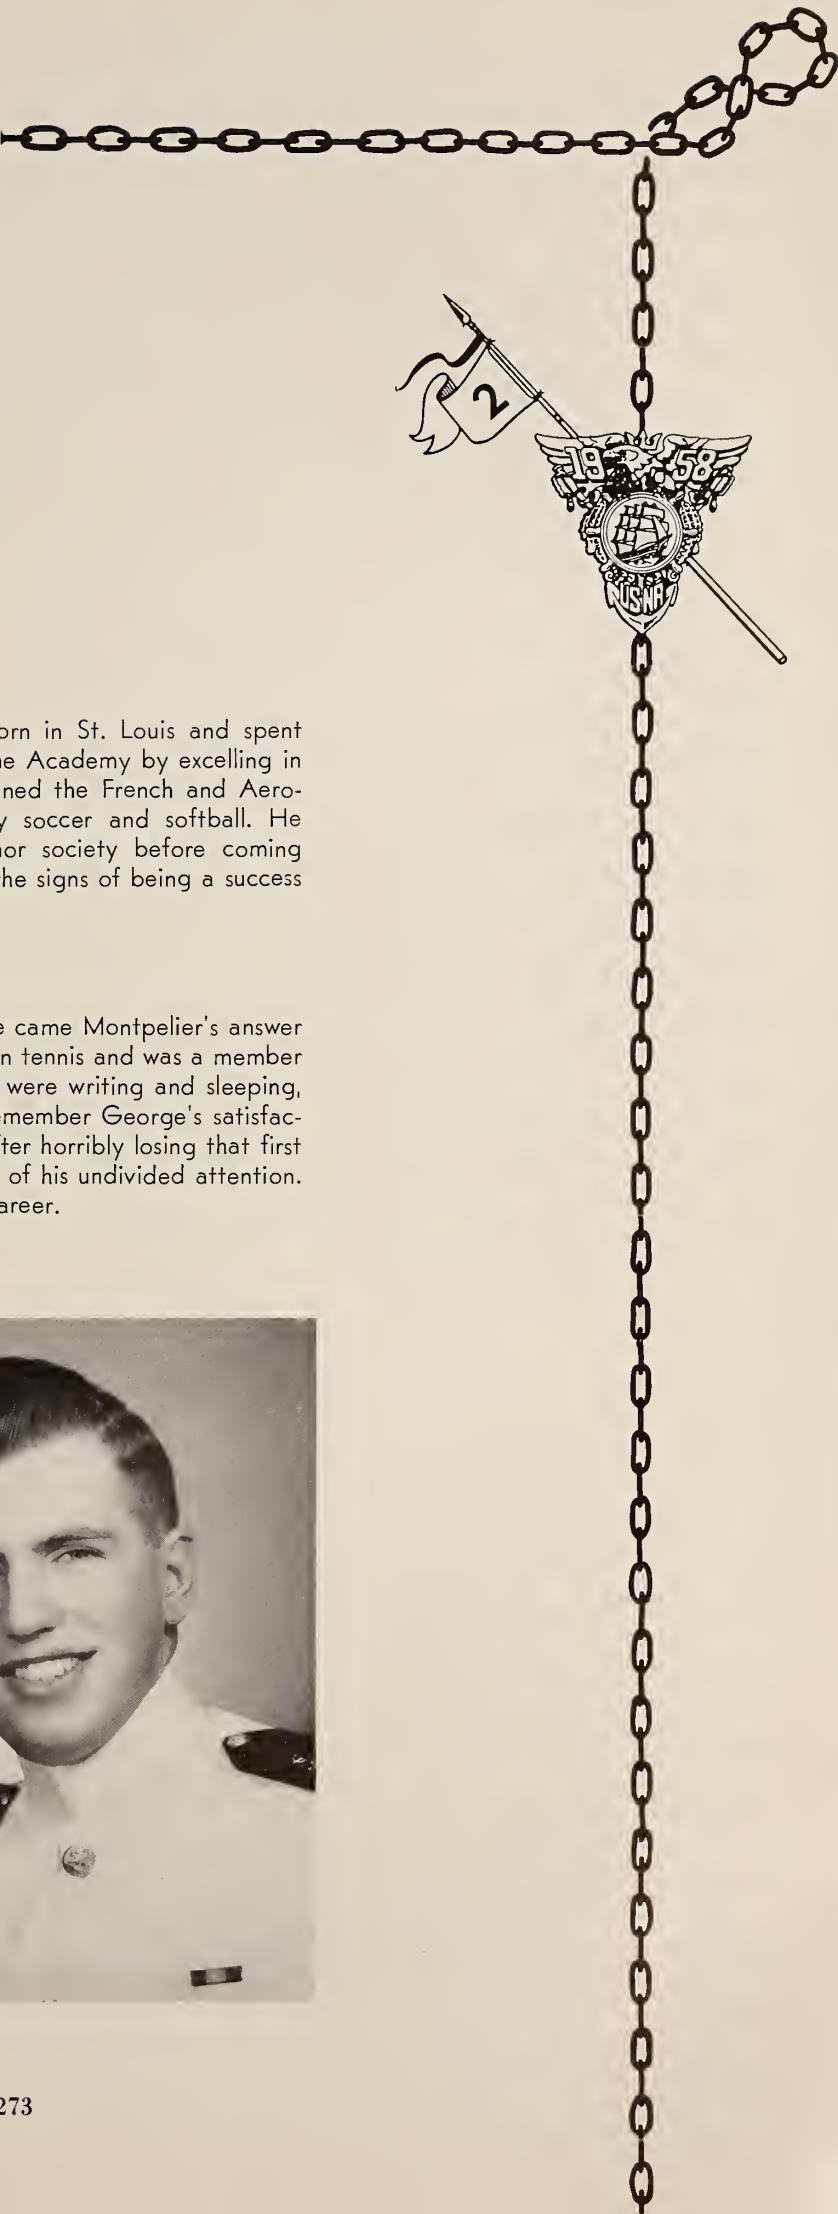 2
19 58
USNA
orn in St. Louis and spent
e Academy by excelling in
ned the French and Aero-
y soccer and softball. He
or society before coming
he signs of being a success
e came Montpelier's answer
n tennis and was a member
were writing and sleeping,
emember George's satisfac-
ter horribly losing that first
of his undivided attention.
areer.
273